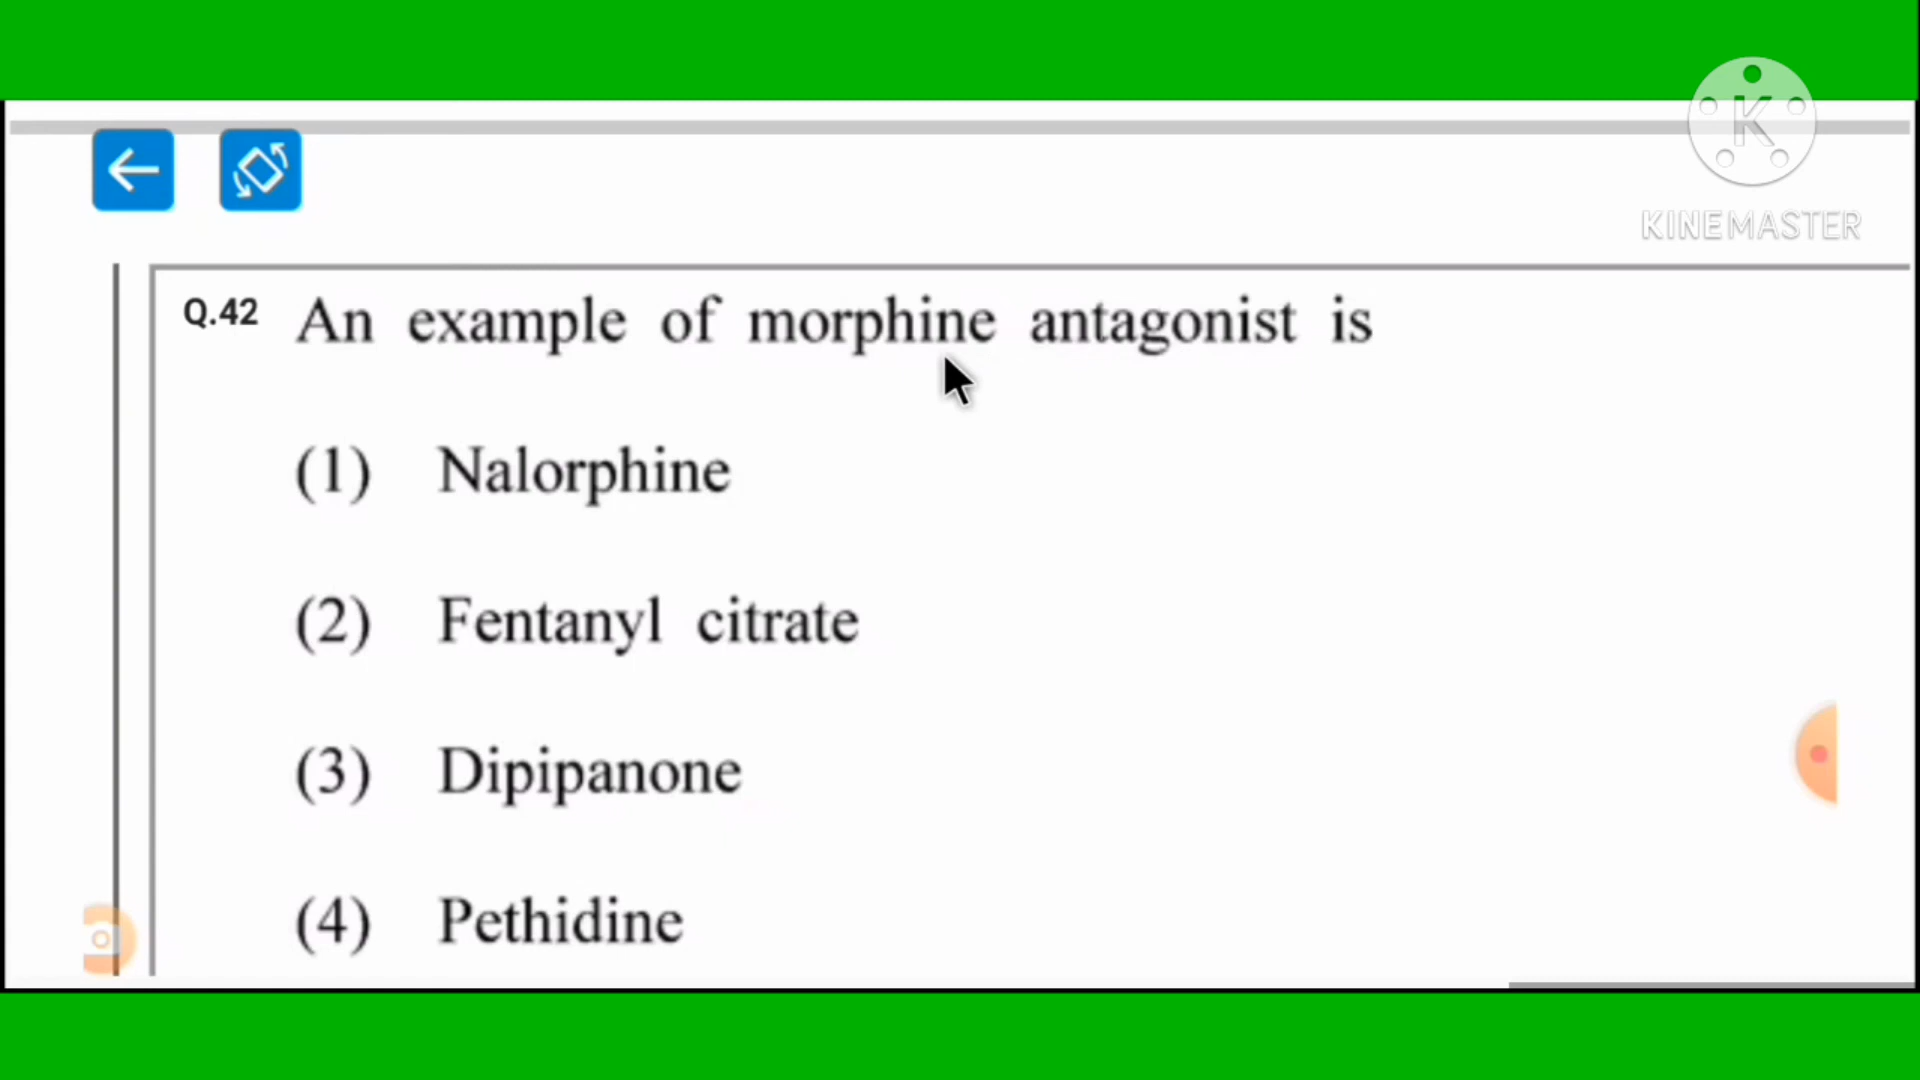 K
KINEMASTER
Q.42 An example of morphine antagonist is
(1) Nalorphine
(2) Fentanyl citrate
(3) Dipipanone
(4) Pethidine